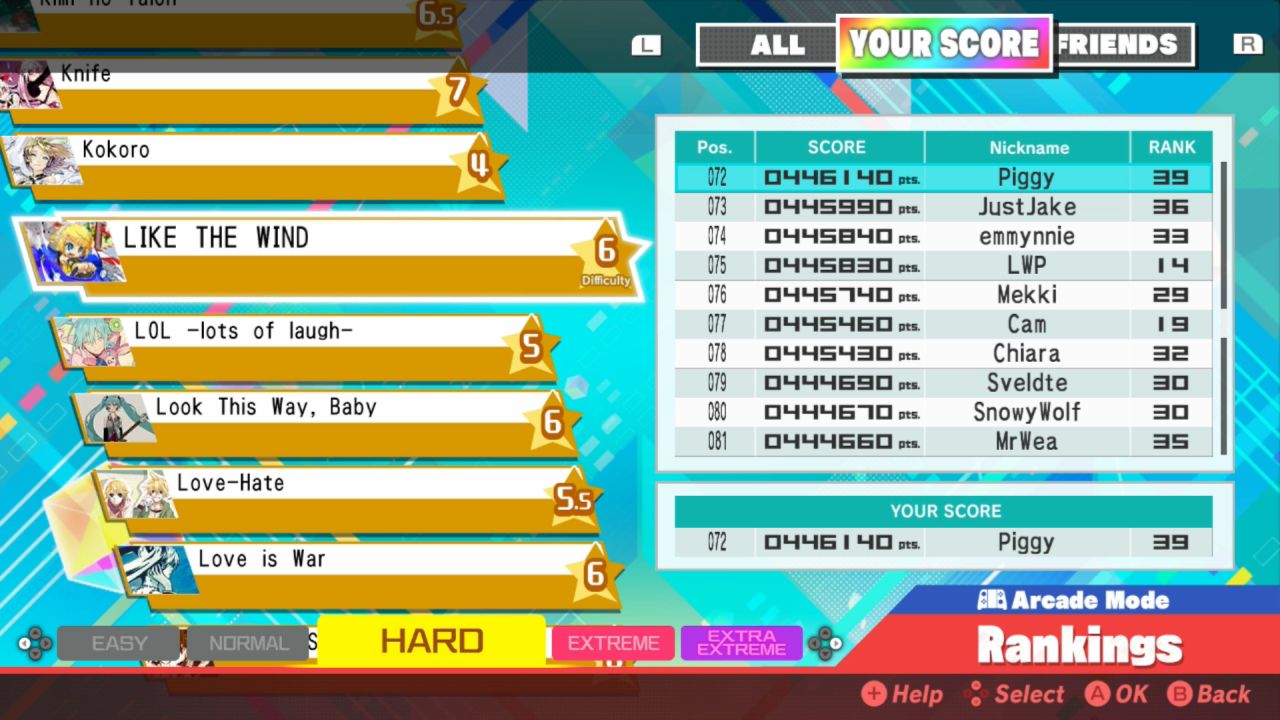 6.5
L
ALL
YOUR SCORE
FRIENDS
R
Knife
7
Kokoro
4
LIKE THE WIND
6
Difficulty
LOL -lots of laugh-
5
Look This Way, Baby
6
Love-Hate
5.5
Love is War
6
Pos. SCORE Nickname RANK
072 0446140 pts. Piggy 39
073 0445990 pts. JustJake 36
074 0445840 pts. emmynnie 33
075 0445830 pts. LWP 14
076 0445740 pts. Mekki 29
077 0445460 pts. Cam 19
078 0445430 pts. Chiara 32
079 0444690 pts. Sveldte 30
080 0444670 pts. SnowyWolf 30
081 0444660 pts. MrWea 35
YOUR SCORE
072 0446140 pts. Piggy 39
Arcade Mode
Rankings
EASY
NORMAL
HARD
EXTREME
EXTRA
EXTREME
+ Help
Select
A OK
B Back